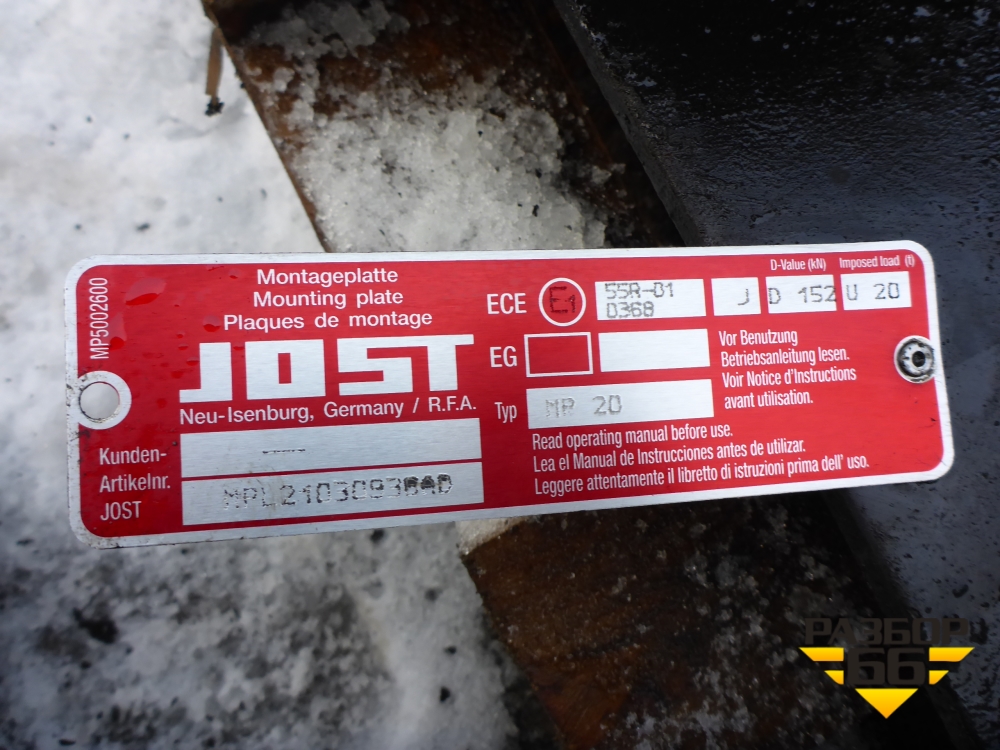 MP5002600
Montageplatte
Mounting plate
Plaques de montage
JOST
Neu-Isenburg, Germany / R.F.A.
Kunden-
Artikelnr.
JOST
ECE E1 55R-01 0368 J
D-Value (kN)
D 152
Imposed load (t)
U 20
EG
Typ
20
Vor Benutzung
Betriebsanleitung lesen.
Voir Notice d'Instructions
avant utilisation.
Read operating manual before use.
Lea el Manual de Instrucciones antes de utilizar.
Leggere attentamente il libretto di istruzioni prima dell' uso.
РАЗБОР
66